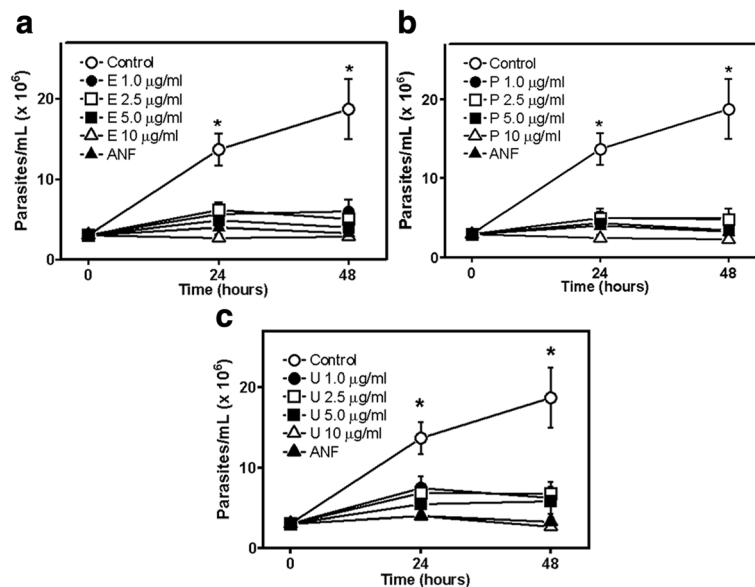 a
Parasites/mL (x 10⁶)
20
10
0
Control
E 1.0 µg/ml
E 2.5 µg/ml
E 5.0 µg/ml
E 10 µg/ml
ANF
*
*
0
24
48
Time (hours)
b
Parasites/mL (x 10⁶)
20
10
0
Control
P 1.0 µg/ml
P 2.5 µg/ml
P 5.0 µg/ml
P 10 µg/ml
ANF
*
*
0
24
48
Time (hours)
c
Parasites/mL (x 10⁶)
20
10
0
Control
U 1.0 µg/ml
U 2.5 µg/ml
U 5.0 µg/ml
U 10 µg/ml
ANF
*
*
0
24
48
Time (hours)